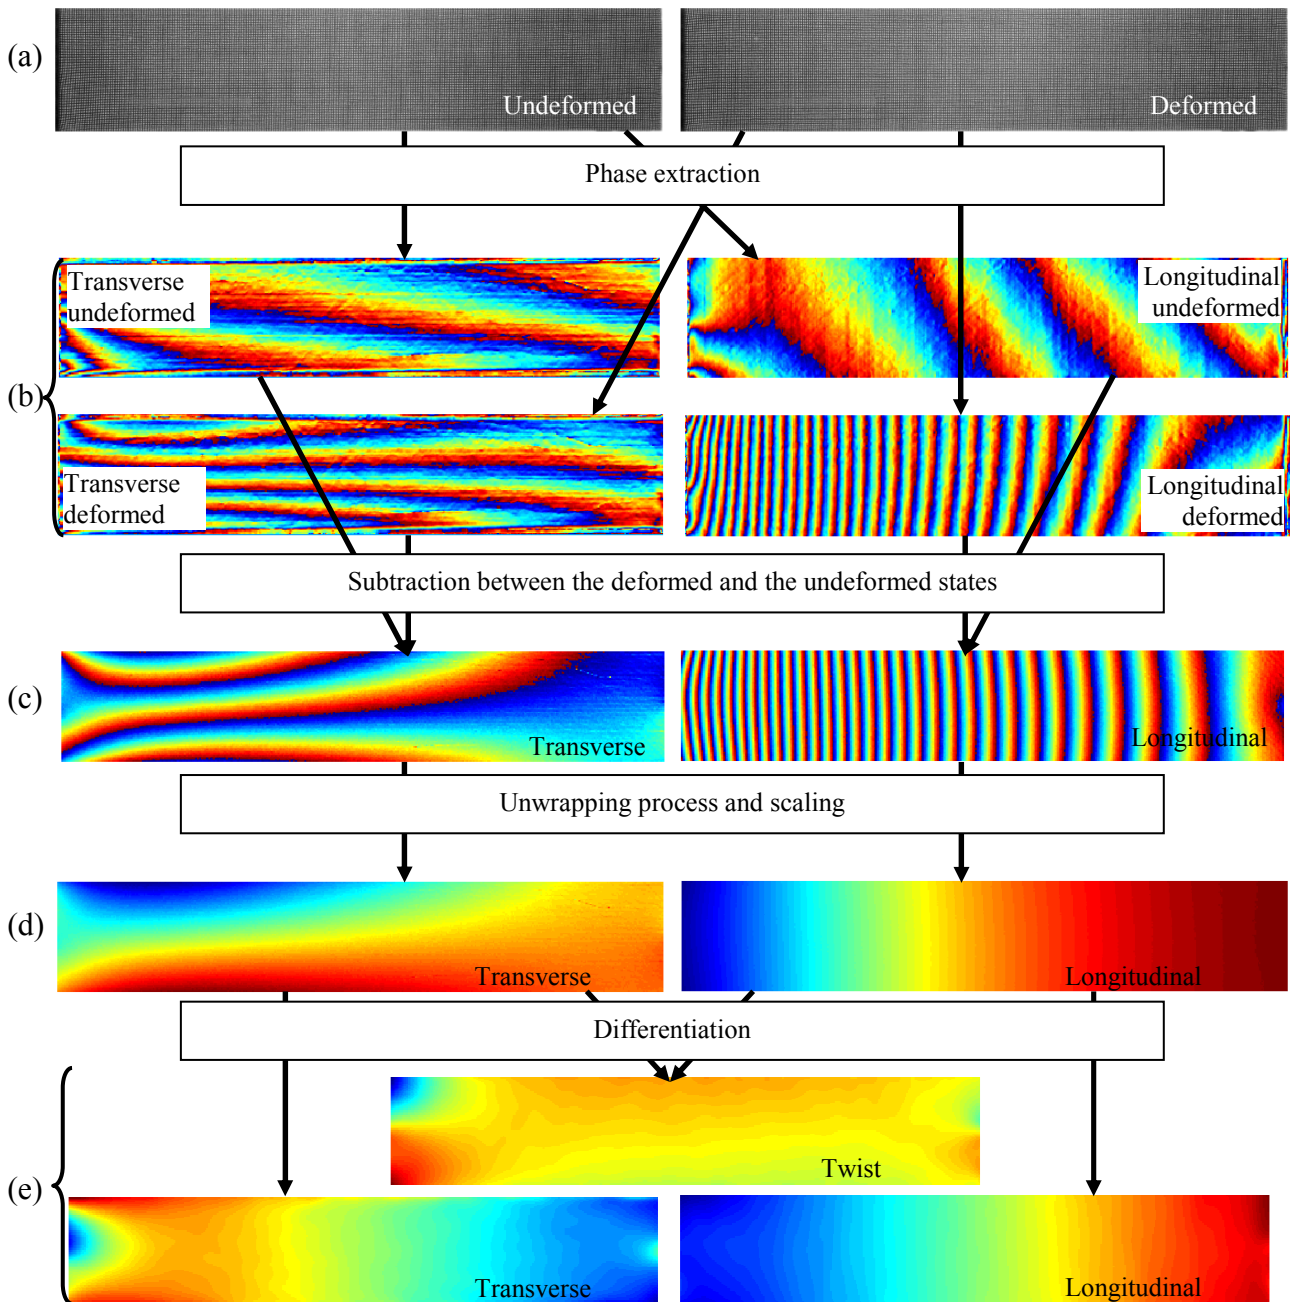 (a)
Undeformed
Deformed
Phase extraction
(b)
Transverse
undeformed
Longitudinal
undeformed
Transverse
deformed
Longitudinal
deformed
Subtraction between the deformed and the undeformed states
(c)
Transverse
Longitudinal
Unwrapping process and scaling
(d)
Transverse
Longitudinal
Differentiation
(e)
Twist
Transverse
Longitudinal